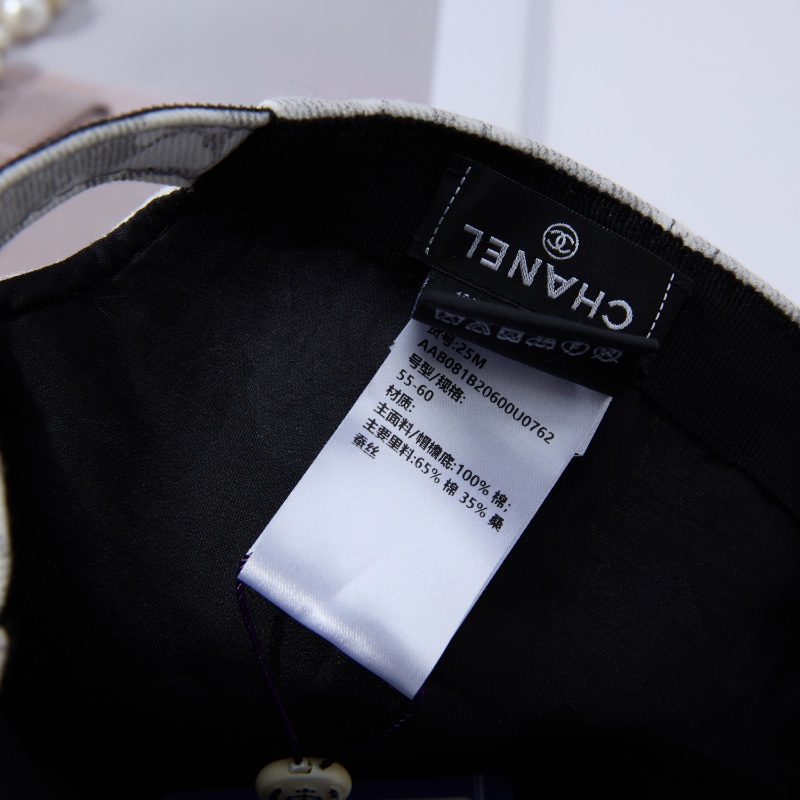 CHANEL
货号:25M
AAB081B20600U0762
号型/规格:
55-60
材质:
主面料/帽檐底:100% 棉;
主要里料:65% 棉 35% 桑
蚕丝